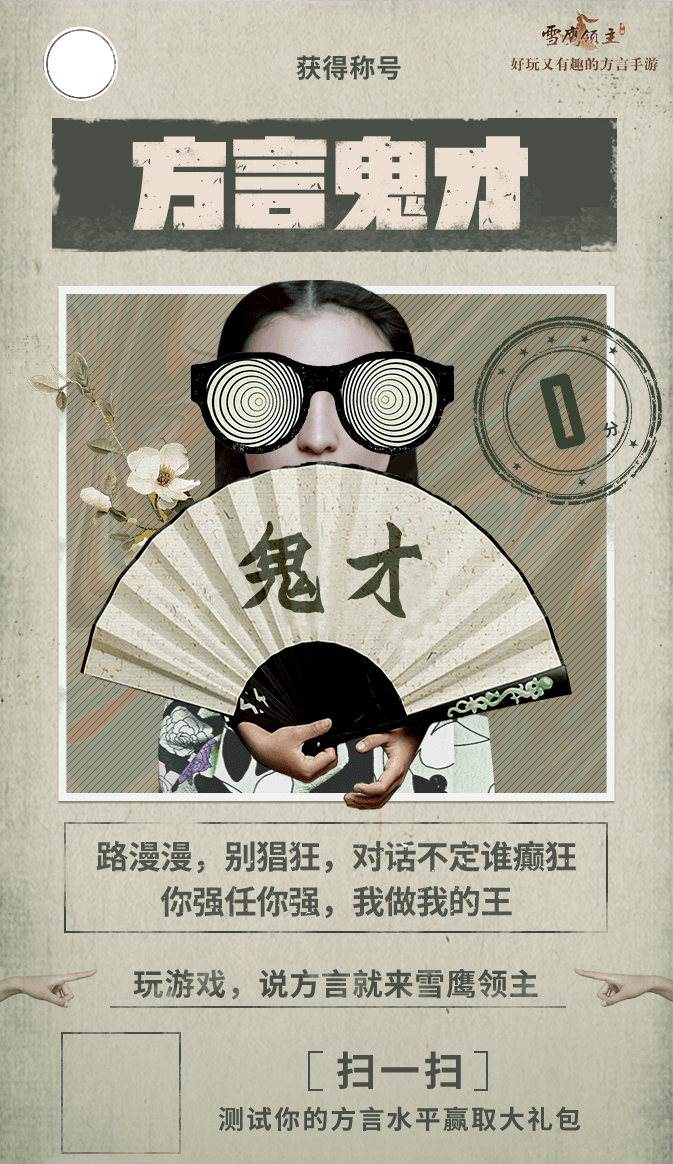 雪鹰领主
好玩又有趣的方言手游
获得称号
方言鬼才
0分
鬼才
路漫漫，别猖狂，对话不定谁癫狂
你强任你强，我做我的王
玩游戏，说方言就来雪鹰领主
[扫一扫]
测试你的方言水平赢取大礼包